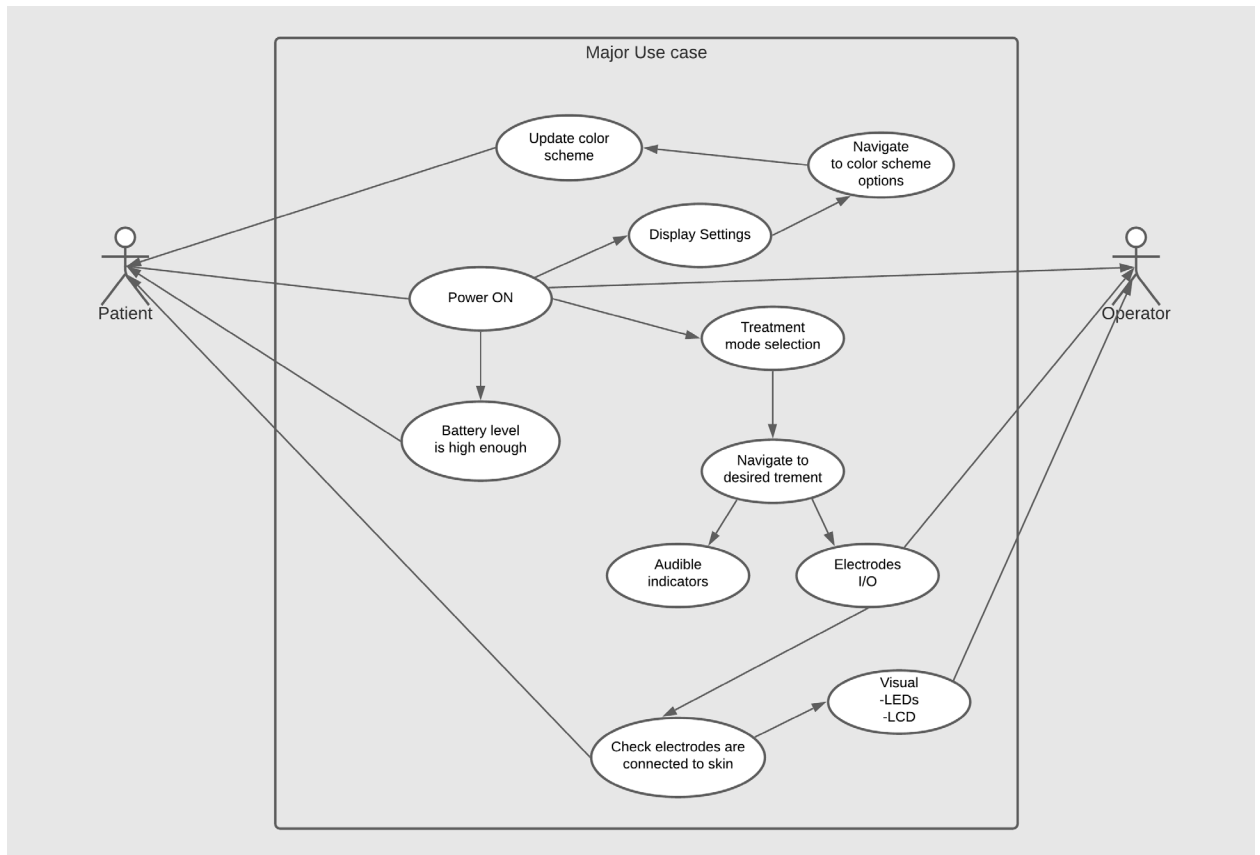 Major Use case
Update color
scheme
Navigate
to color scheme
options
Display Settings
Patient
Power ON
Operator
Treatment
mode selection
Battery level
is high enough
Navigate to
desired trement
Audible
indicators
Electrodes
I/O
Visual
-LEDs
-LCD
Check electrodes are
connected to skin